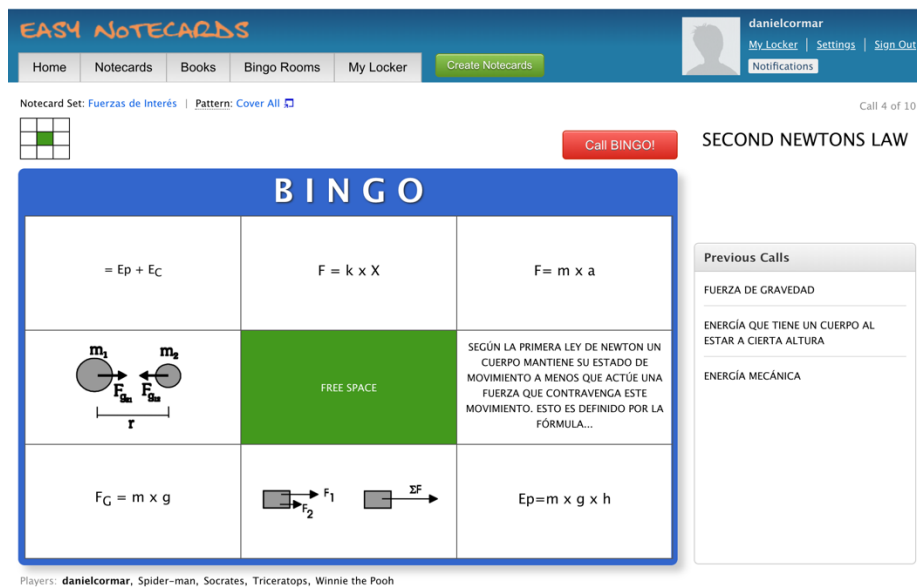 EASY NOTECARDS
danielcormar
My Locker | Settings | Sign Out
Notifications
Home
Notecards
Books
Bingo Rooms
My Locker
Create Notecards
Notecard Set: Fuerzas de Interés | Pattern: Cover All
Call 4 of 10
Call BINGO!
SECOND NEWTONS LAW
BINGO
= Ep + EC
F = k x X
F= m x a
m1
m2
r
FREE SPACE
SEGÚN LA PRIMERA LEY DE NEWTON UN
CUERPO MANTIENE SU ESTADO DE
MOVIMIENTO A MENOS QUE ACTÚE UNA
FUERZA QUE CONTRAVENGA ESTE
MOVIMIENTO. ESTO ES DEFINIDO POR LA
FÓRMULA...
FG = m x g
F1
F2
ΣF
Ep=m x g x h
Previous Calls
FUERZA DE GRAVEDAD
ENERGÍA QUE TIENE UN CUERPO AL
ESTAR A CIERTA ALTURA
ENERGÍA MECÁNICA
Players: danielcormar, Spider-man, Socrates, Triceratops, Winnie the Pooh